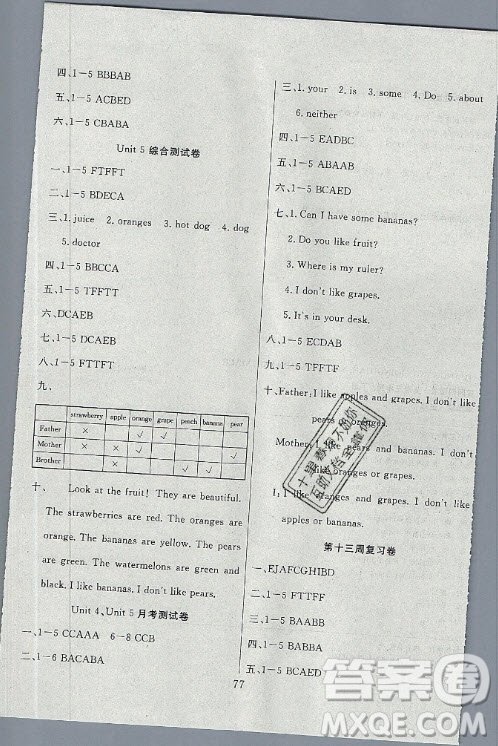 四、1－5 BBBAB
五、1－5 ACBED
六、1－5 CBABA
Unit 5 综合测试卷
一、1－5 FTFFT
二、1－5 BDECA
三、1. juice 2. oranges 3. hot dog 4. dog
5. doctor
四、1－5 BBCCA
五、1－5 TFFTT
六、DCAEB
七、1－5 DCAEB
八、1－5 FTTFT
九、
strawberry apple orange grape peach banana pear
Father × √ √
Mother × × √ √ ×
Brother × √ √
十、 Look at the fruit! They are beautiful.
The strawberries are red. The oranges are
orange. The bananas are yellow. The pears
are green. The watermelons are green and
black. I like bananas. I don't like pears.
Unit 4、Unit 5 月考测试卷
一、1－5 CCAAA 6－8 CCB
二、1－6 BACABA
三、1. your 2. is 3. some 4. Do 5. about
6. neither
四、1－5 EADBC
五、1－5 ABAAB
六、1－5 BCAED
七、1. Can I have some bananas?
2. Do you like fruit?
3. Where is my ruler?
4. I don't like grapes.
5. It's in your desk.
八、1－5 ECDAB
九、1－5 TFFTF
十、Father: I like apples and grapes. I don't like
pears or oranges.
Mother: I like pears and bananas. I don't
like oranges or grapes.
I: I like oranges and grapes. I don't like
apples or bananas.
第十三周复习卷
一、EJAFCGHIBD
二、1－5 FTTFF
三、1－5 BABBA
四、1－5 BABBA
五、1－5 BCAED
77
答案圈
MXQE.COM